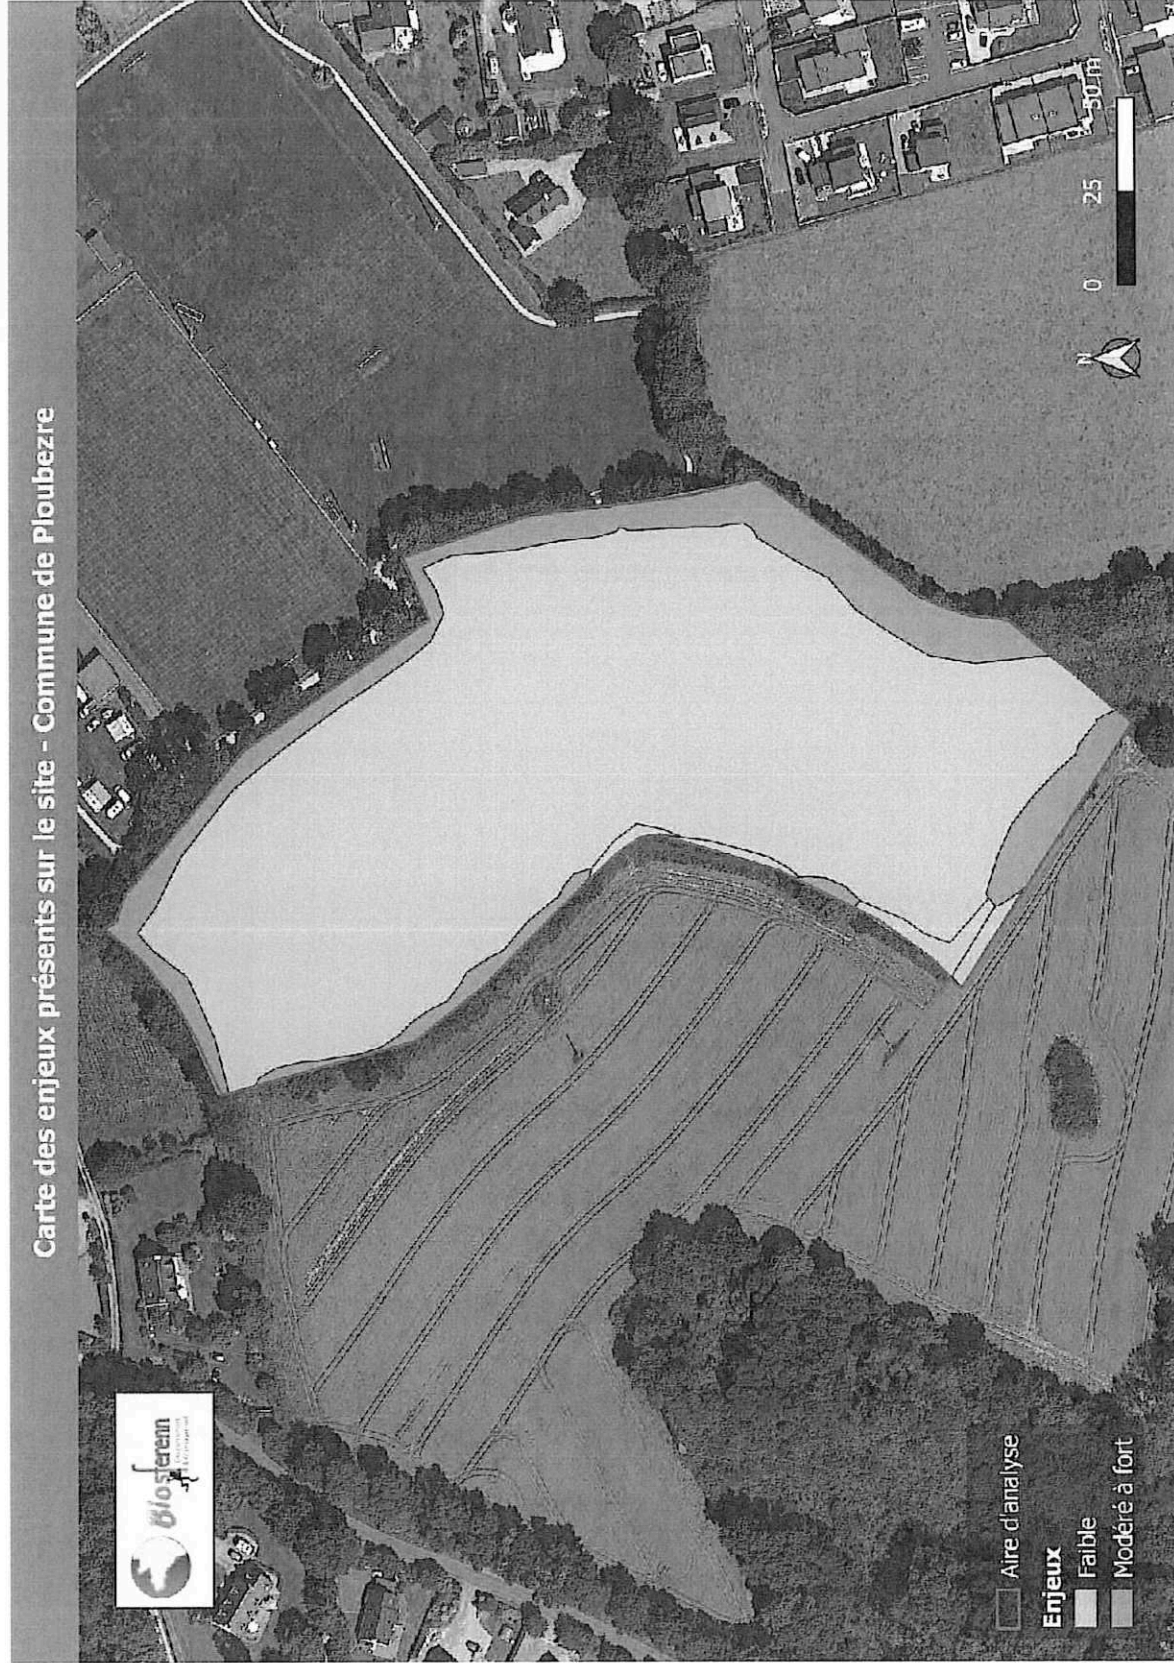 Carte des enjeux présents sur le site - Commune de Ploubezre
Biosferenn
Aire d'analyse
Enjeux
Faible
Modéré à fort
N
0 25 50 m